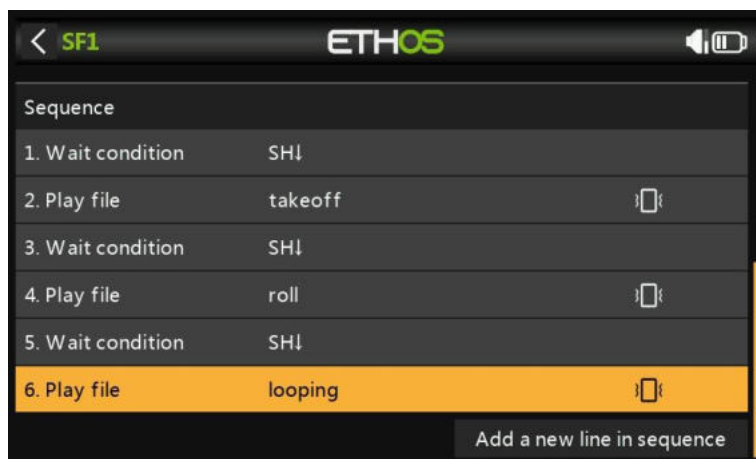 SF1 ETHOS
Sequence
1. Wait condition SH↓
2. Play file takeoff
3. Wait condition SH↓
4. Play file roll
5. Wait condition SH↓
6. Play file looping
Add a new line in sequence